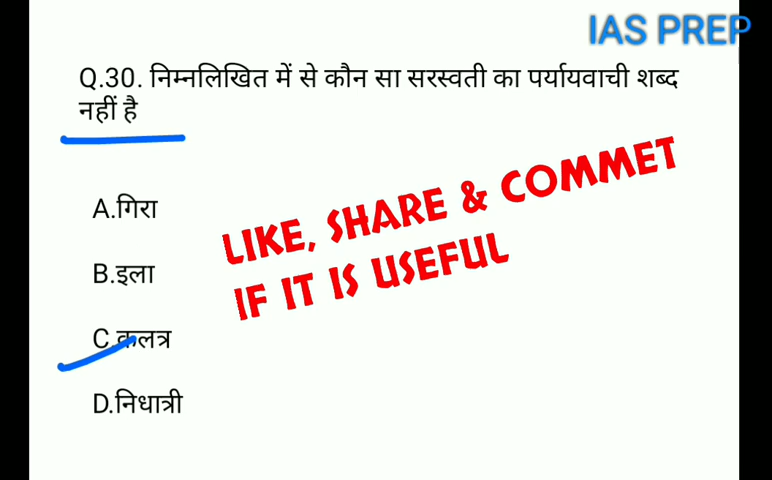 IAS PREP
Q.30. निम्नलिखित में से कौन सा सरस्वती का पर्यायवाची शब्द
नहीं है
A.गिरा
B.इला
C.कलत्र
D.निधात्री
LIKE, SHARE & COMMET
IF IT IS USEFUL